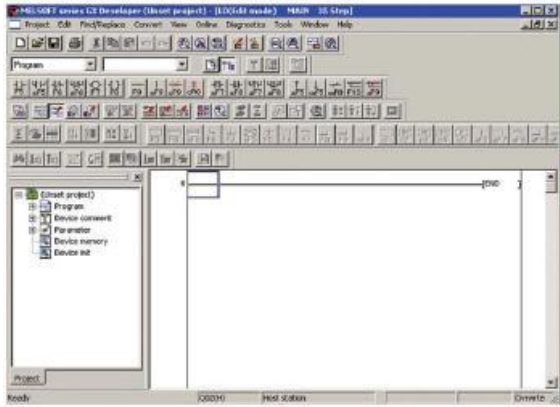 MELSOFT series GX Developer (Unset project) - [LD(Edit mode) MAIN 35 Step]
Project Edit Find/Replace Convert View Online Diagnostics Tools Window Help
Program
0
END
(Unset project)
Program
Device comment
Parameter
Device memory
Device init
Project
Ready Q02(H) Host station Ovrwrte